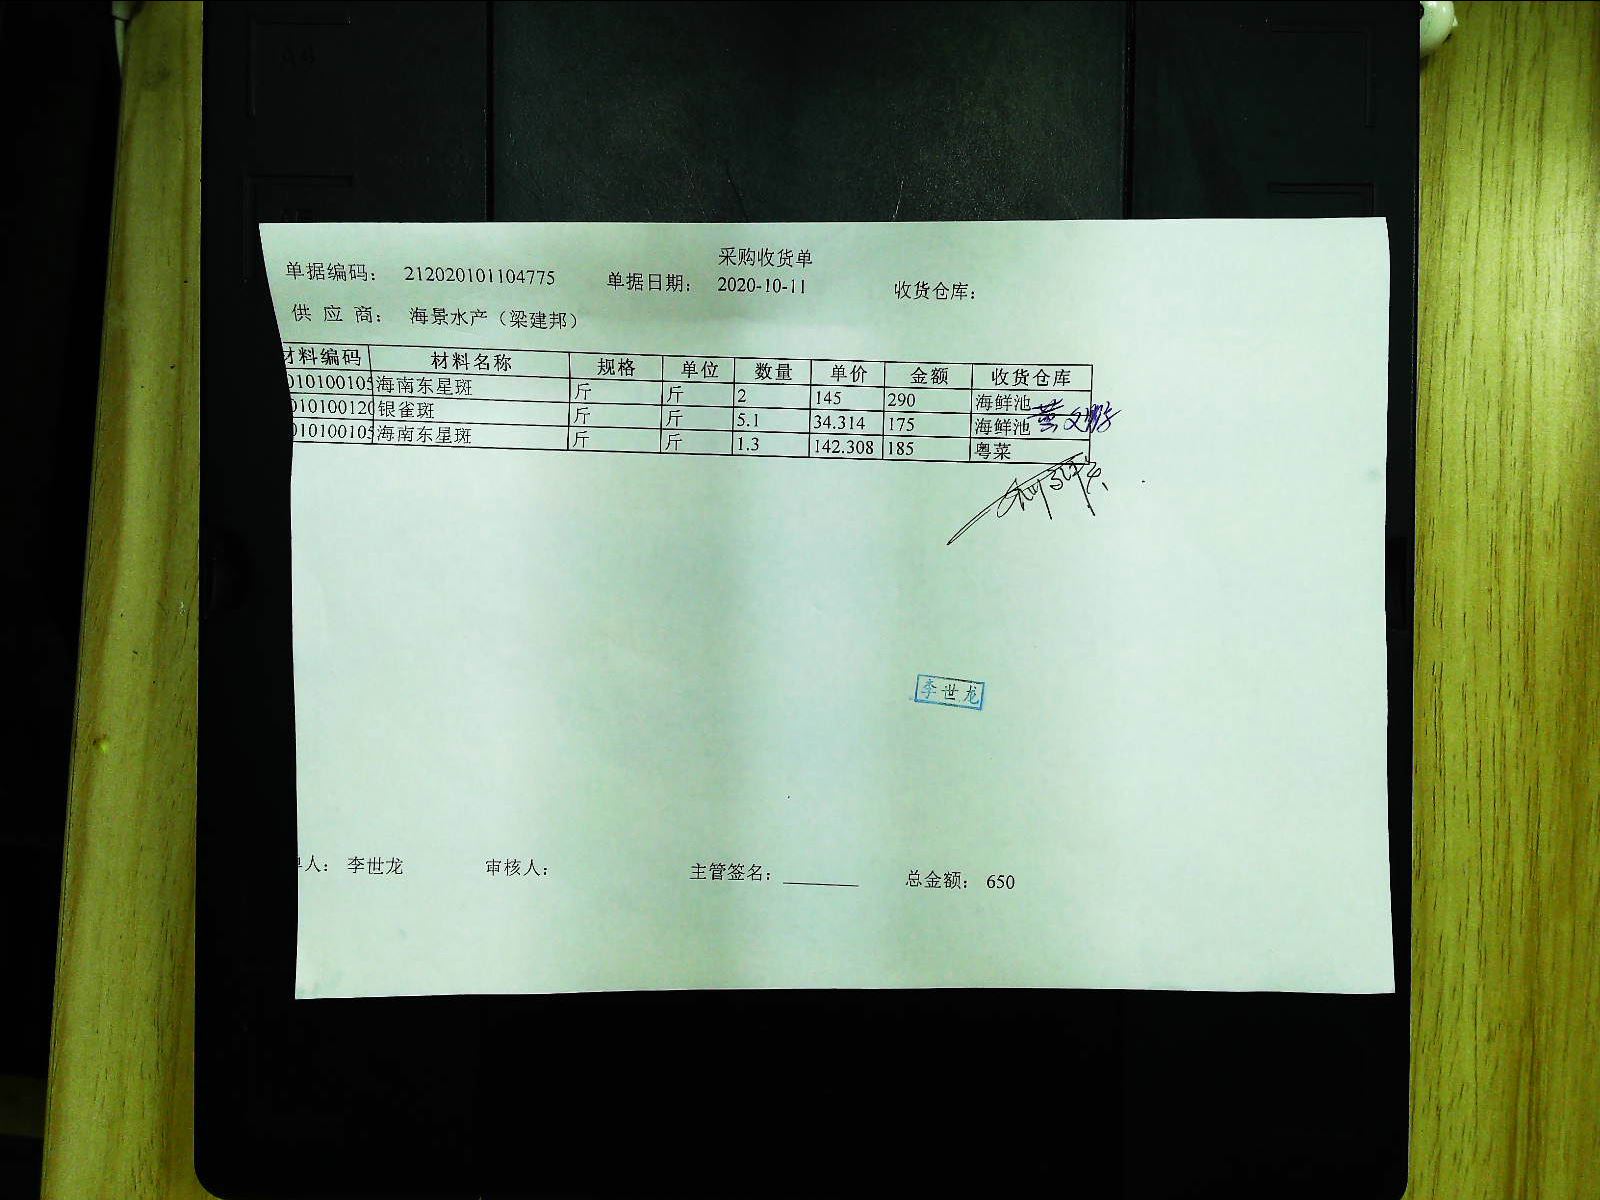 采购收货单
单据编码： 212020101104775 单据日期： 2020-10-11 收货仓库：
供 应 商： 海景水产（梁建邦）
材料编码 材料名称 规格 单位 数量 单价 金额 收货仓库
010100105 海南东星斑 斤 斤 2 145 290 海鲜池
010100120 银雀斑 斤 斤 5.1 34.314 175 海鲜池
010100105 海南东星斑 斤 斤 1.3 142.308 185 粤菜
李世龙
单人： 李世龙 审核人： 主管签名： 总金额： 650